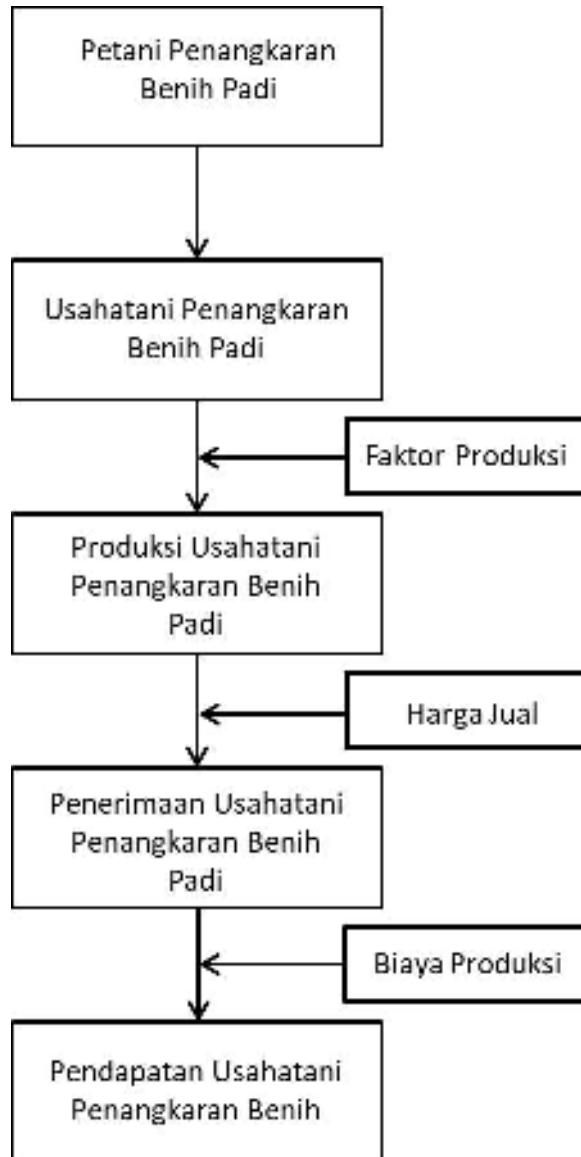 Petani Penangkaran
Benih Padi
Usahatani Penangkaran
Benih Padi
Faktor Produksi
Produksi Usahatani
Penangkaran Benih
Padi
Harga Jual
Penerimaan Usahatani
Penangkaran Benih
Padi
Biaya Produksi
Pendapatan Usahatani
Penangkaran Benih